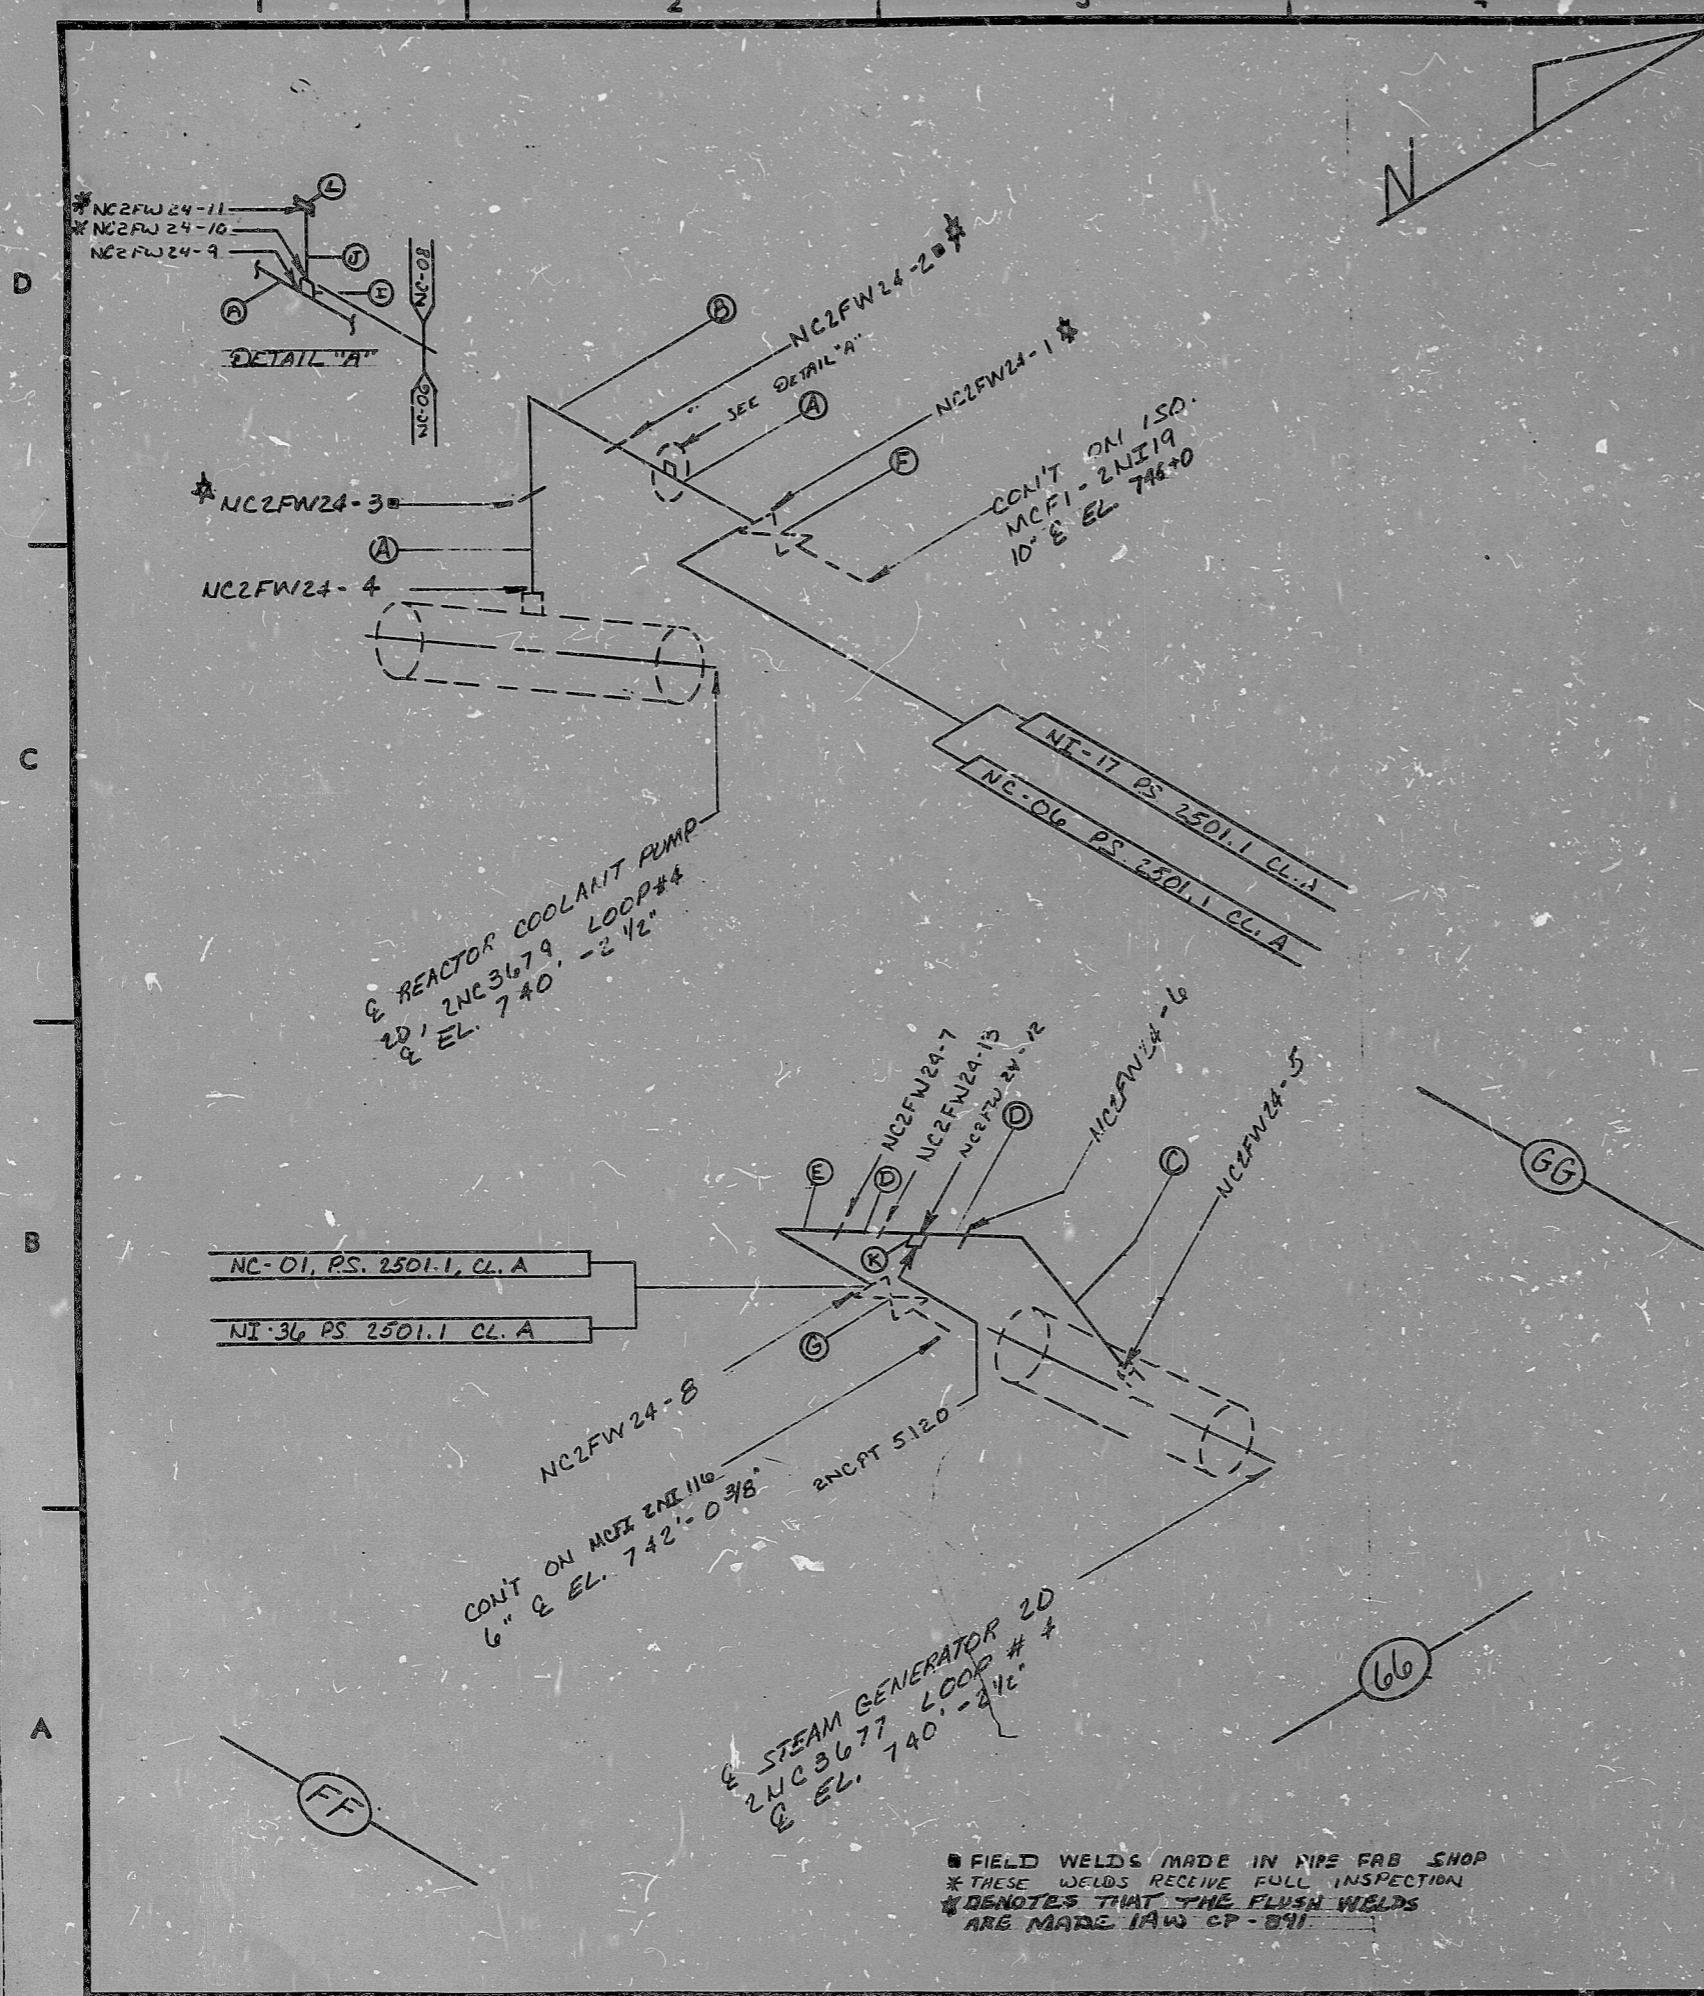 2
3
D
C
B
A
N
* NC2FW24-11
* NC2FW24-10
NC2FW24-9
L
J
I
A
DETAIL "A"
NC-08
NC-06
B
NC2FW24-2■☆
SEE DETAIL "A"
A
NC2FW24-1☆
F
CON'T ON ISO.
MCFI-2NI19
10" ℄ EL. 746+0
☆NC2FW24-3■
A
NC2FW24-4
NI-17 PS 2501.1 CL.A
NC-06 P.S. 2501.1 CL. A
℄ REACTOR COOLANT PUMP
2D, 2NC3679 LOOP#4
℄ EL. 740'-2 1/2"
NC2FW24-7
NC2FW24-13
NC2FW24-12
D
NC2FW24-6
NC2FW24-5
E
D
C
GG
K
NC-01, P.S. 2501.1, CL. A
NI-36 PS 2501.1 CL. A
G
NC2FW24-8
2NCPT 5120
CON'T ON MCFI 2NI116
6" ℄ EL. 742'-0 3/8"
℄ STEAM GENERATOR 2D
2NC3677 LOOP #4
℄ EL. 740'-2 1/2"
66
FF
■ FIELD WELDS MADE IN PIPE FAB SHOP
* THESE WELDS RECEIVE FULL INSPECTION
☆ DENOTES THAT THE FLUSH WELDS
ARE MADE IAW CP-891